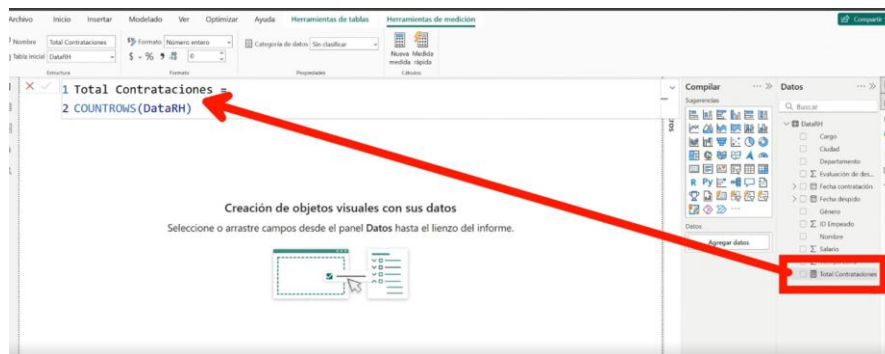 Archivo Inicio Insertar Modelado Ver Optimizar Ayuda Herramientas de tablas Herramientas de medición Compartir
Nombre Total Contrataciones Formato Número entero Categoría de datos Sin clasificar
Tabla inicial DataRH $ % 0
Nueva Medida
medida rápida
Estructura Formato Propiedades Cálculos
1 Total Contrataciones =
2 COUNTROWS(DataRH)
Creación de objetos visuales con sus datos
Seleccione o arrastre campos desde el panel Datos hasta el lienzo del informe.
Compilar
Sugerencias
R Py
Datos
Agregar datos
Datos
Buscar
DataRH
Cargo
Ciudad
Departamento
Evaluación de des...
Fecha contratación
Fecha despido
Género
ID Empeado
Nombre
Salario
Total Contrataciones